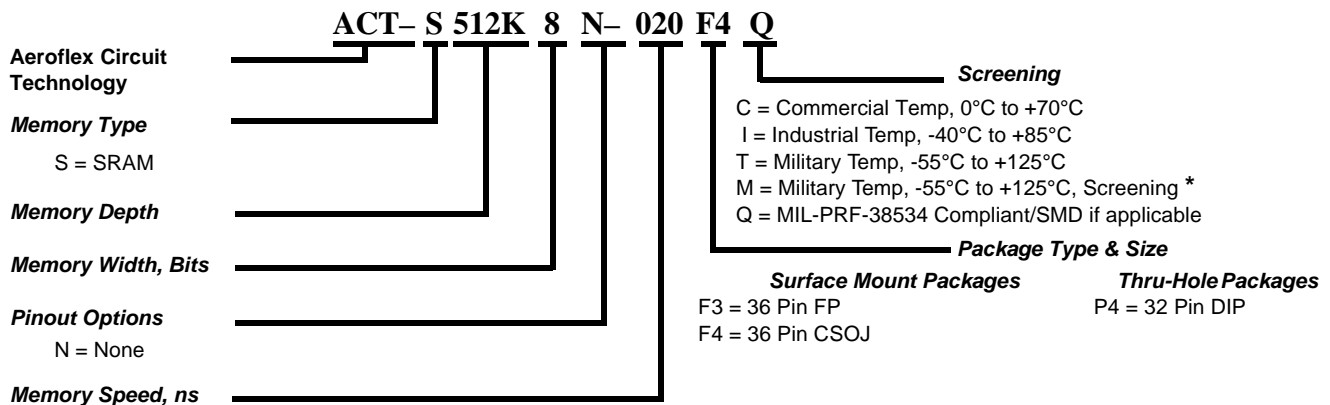 ACT– S 512K 8 N– 020 F4 Q
Aeroflex Circuit
Technology
Memory Type
S = SRAM
Memory Depth
Memory Width, Bits
Pinout Options
N = None
Memory Speed, ns
Screening
C = Commercial Temp, 0°C to +70°C
I = Industrial Temp, -40°C to +85°C
T = Military Temp, -55°C to +125°C
M = Military Temp, -55°C to +125°C, Screening *
Q = MIL-PRF-38534 Compliant/SMD if applicable
Package Type & Size
Surface Mount Packages
F3 = 36 Pin FP
F4 = 36 Pin CSOJ
Thru-Hole Packages
P4 = 32 Pin DIP